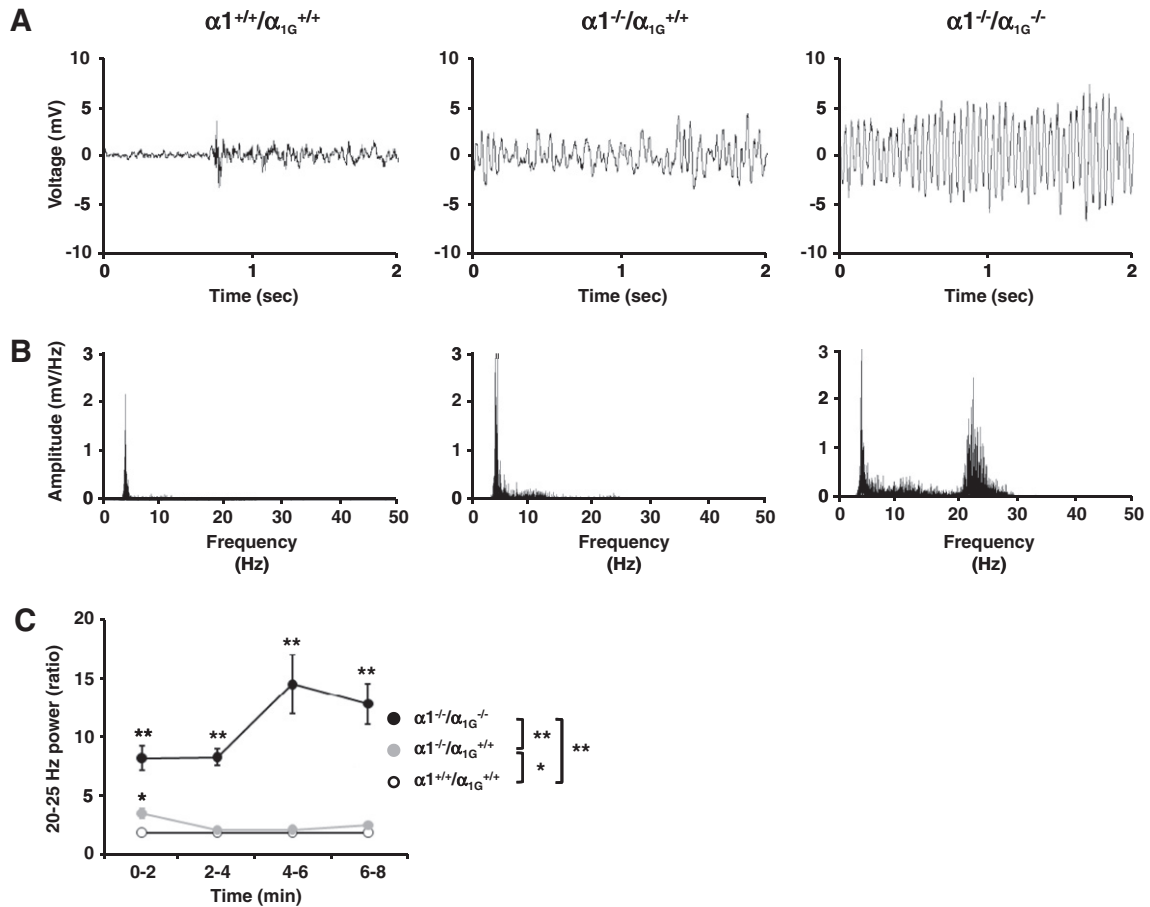 A
α1+/+/α1G+/+
α1-/-/α1G+/+
α1-/-/α1G-/-
Voltage (mV)
10
5
0
-5
-10
0 1 2
Time (sec)
10
5
0
-5
-10
0 1 2
Time (sec)
10
5
0
-5
-10
0 1 2
Time (sec)
B
Amplitude (mV/Hz)
3
2
1
0
0 10 20 30 40 50
Frequency
(Hz)
3
2
1
0
0 10 20 30 40 50
Frequency
(Hz)
3
2
1
0
0 10 20 30 40 50
Frequency
(Hz)
C
20-25 Hz power (ratio)
20
15
10
5
0
**
**
**
**
*
0-2 2-4 4-6 6-8
Time (min)
α1-/-/α1G-/-
α1-/-/α1G+/+
α1+/+/α1G+/+
**
*
**